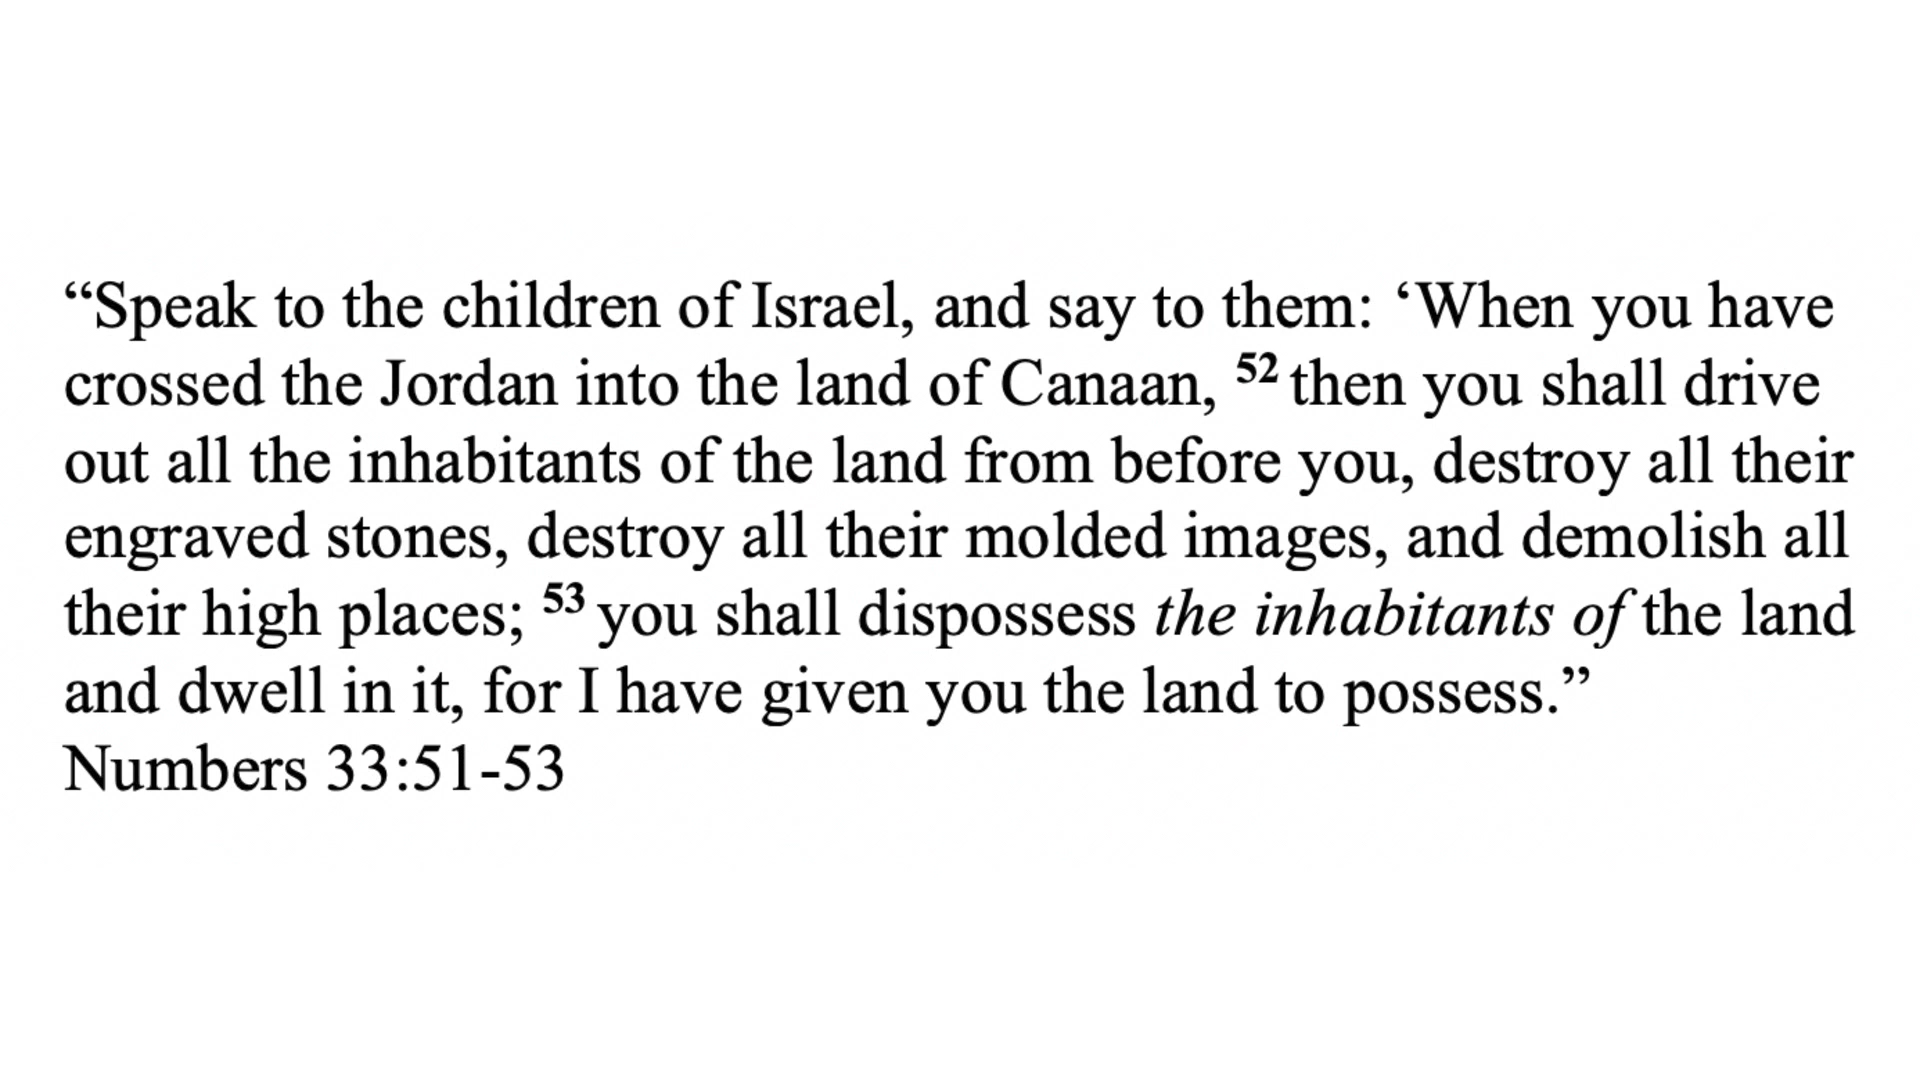 “Speak to the children of Israel, and say to them: ‘When you have
crossed the Jordan into the land of Canaan, 52 then you shall drive
out all the inhabitants of the land from before you, destroy all their
engraved stones, destroy all their molded images, and demolish all
their high places; 53 you shall dispossess the inhabitants of the land
and dwell in it, for I have given you the land to possess.”
Numbers 33:51-53